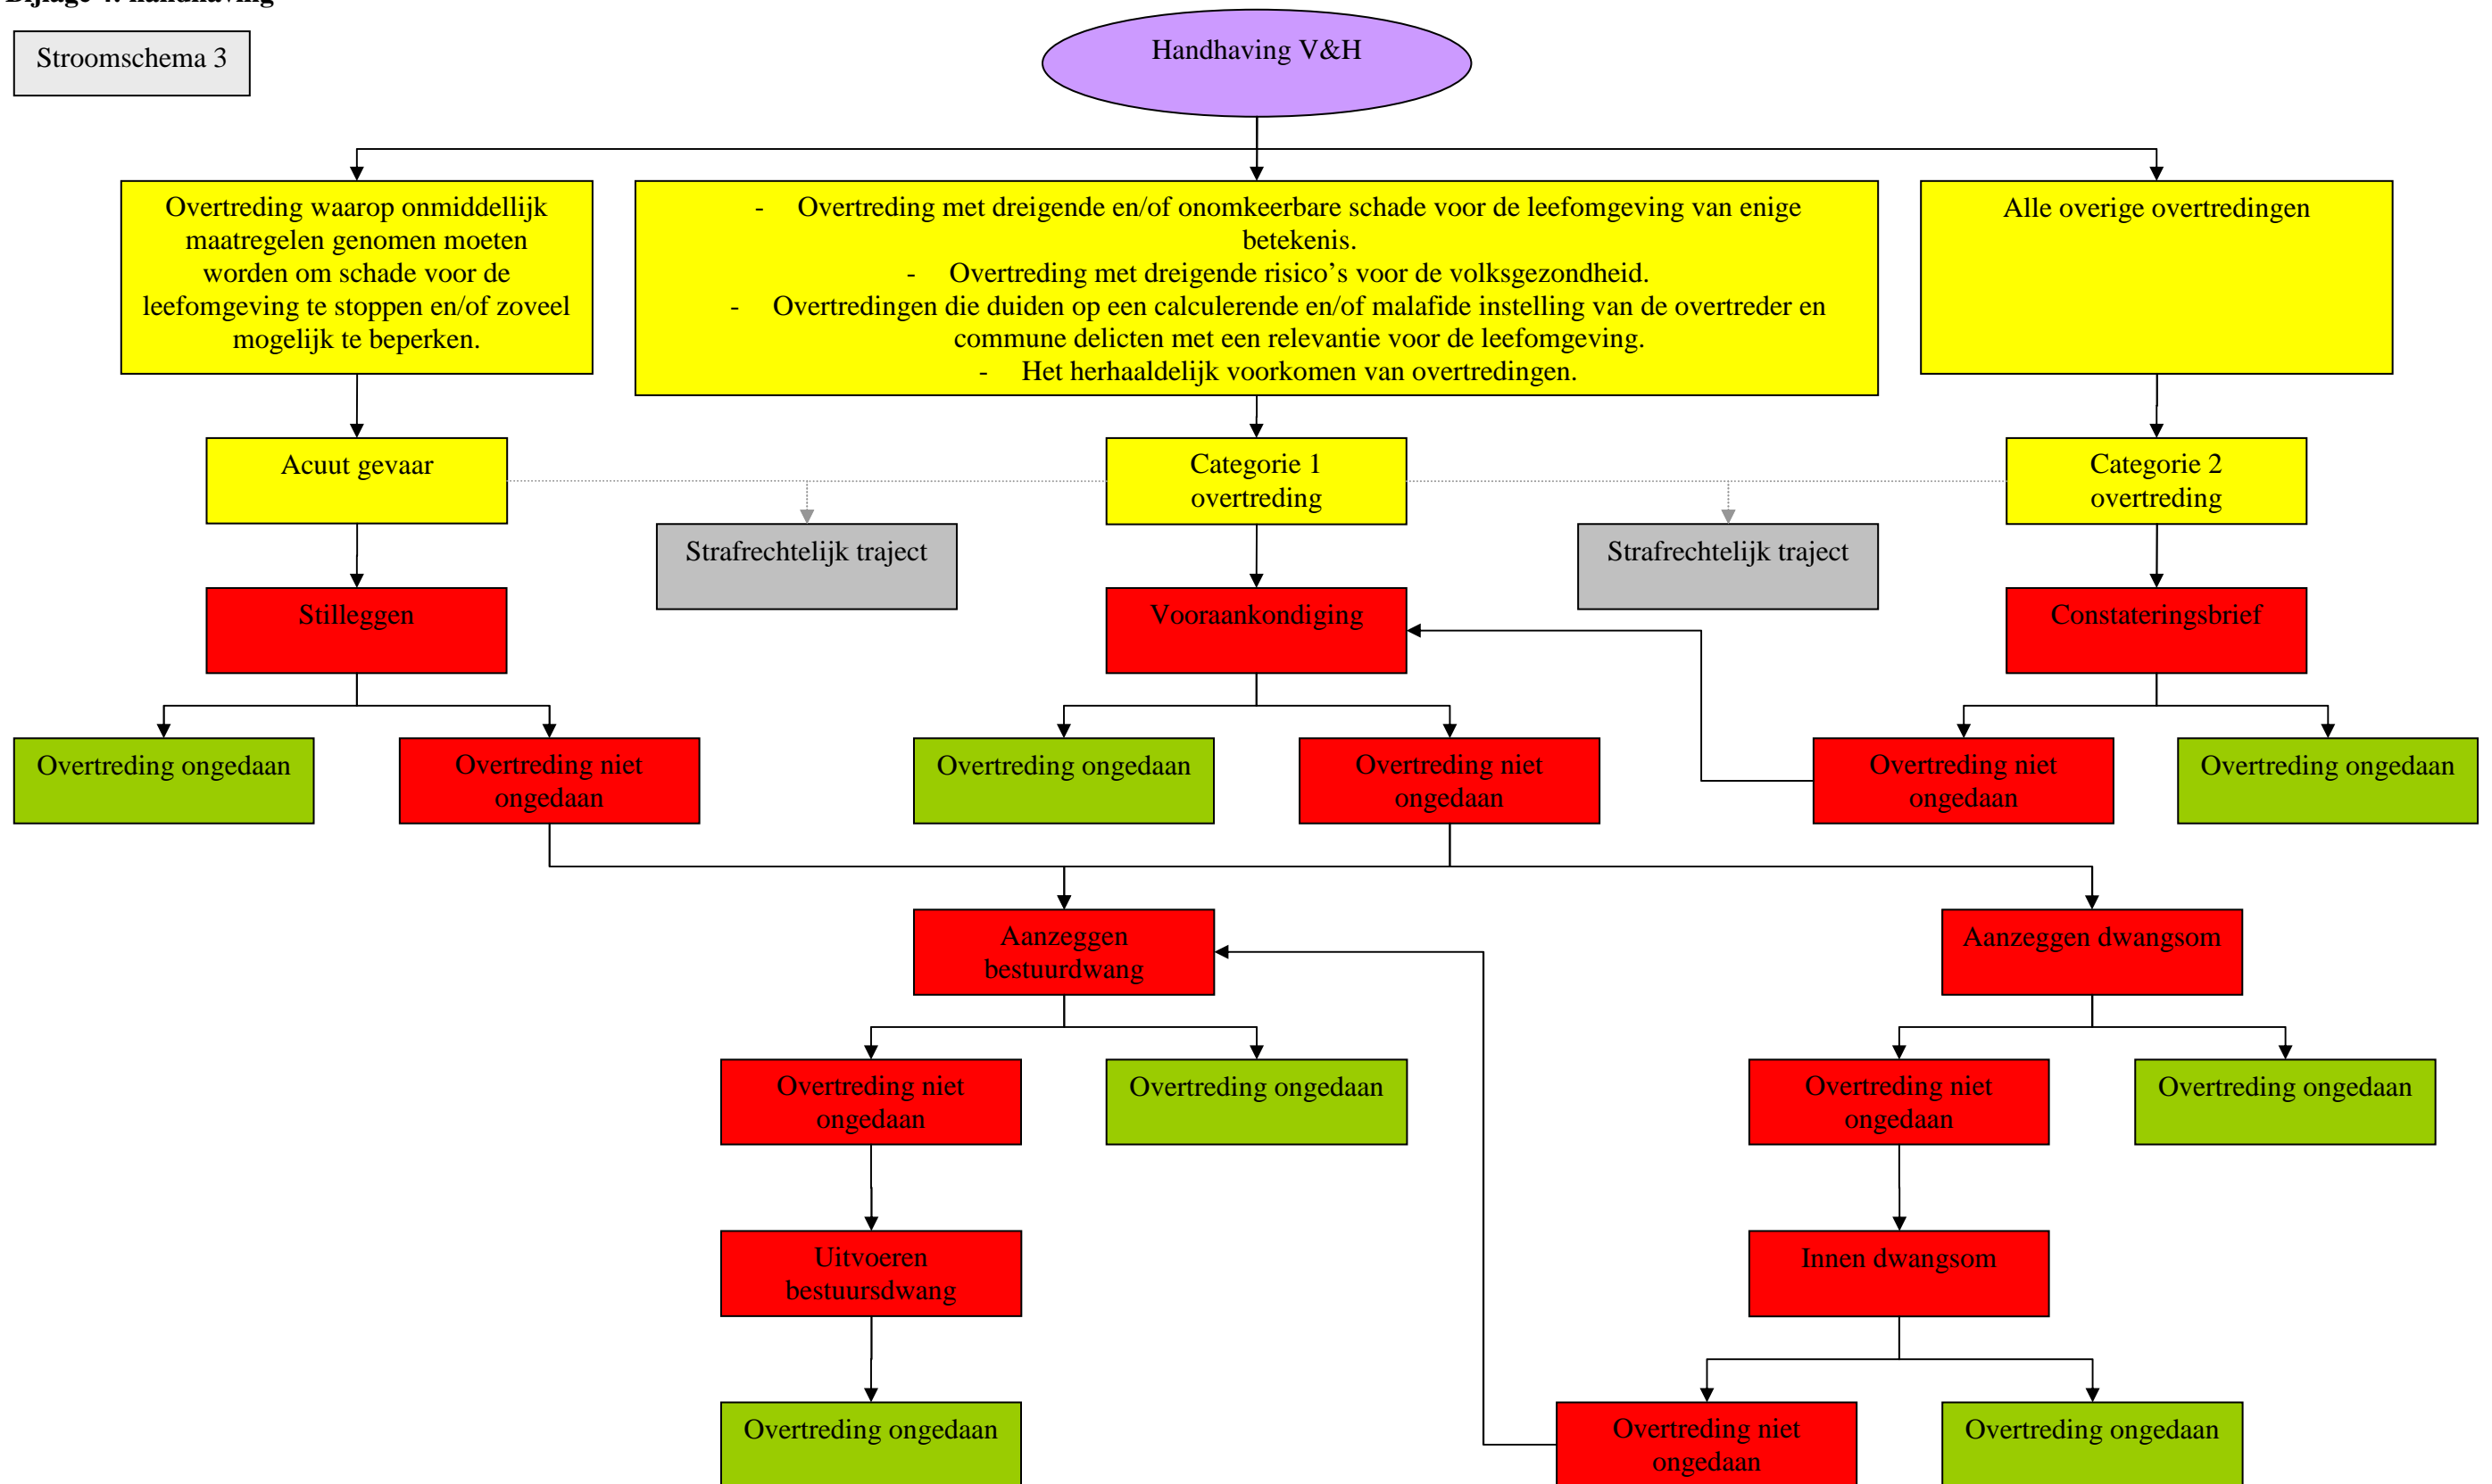 Bijlage 4: handhaving
Stroomschema 3
Handhaving V&H
Overtreding waarop onmiddellijk
maatregelen genomen moeten
worden om schade voor de
leefomgeving te stoppen en/of zoveel
mogelijk te beperken.
- Overtreding met dreigende en/of onomkeerbare schade voor de leefomgeving van enige
betekenis.
- Overtreding met dreigende risico’s voor de volksgezondheid.
- Overtredingen die duiden op een calculerende en/of malafide instelling van de overtreder en
commune delicten met een relevantie voor de leefomgeving.
- Het herhaaldelijk voorkomen van overtredingen.
Alle overige overtredingen
Acuut gevaar
Categorie 1
overtreding
Categorie 2
overtreding
Strafrechtelijk traject
Strafrechtelijk traject
Stilleggen
Vooraankondiging
Constateringsbrief
Overtreding ongedaan
Overtreding niet
ongedaan
Overtreding ongedaan
Overtreding niet
ongedaan
Overtreding niet
ongedaan
Overtreding ongedaan
Aanzeggen
bestuurdwang
Aanzeggen dwangsom
Overtreding niet
ongedaan
Overtreding ongedaan
Overtreding niet
ongedaan
Overtreding ongedaan
Uitvoeren
bestuursdwang
Innen dwangsom
Overtreding ongedaan
Overtreding niet
ongedaan
Overtreding ongedaan